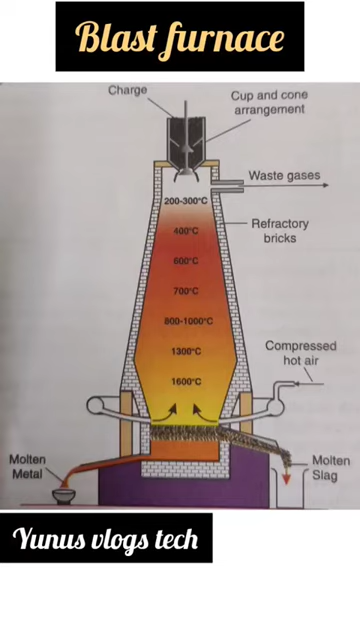 Blast furnace
Charge
Cup and cone
arrangement
Waste gases
200-300°C
Refractory
bricks
400°C
600°C
700°C
800-1000°C
Compressed
hot air
1300°C
1600°C
Molten
Metal
Molten
Slag
Yunus vlogs tech